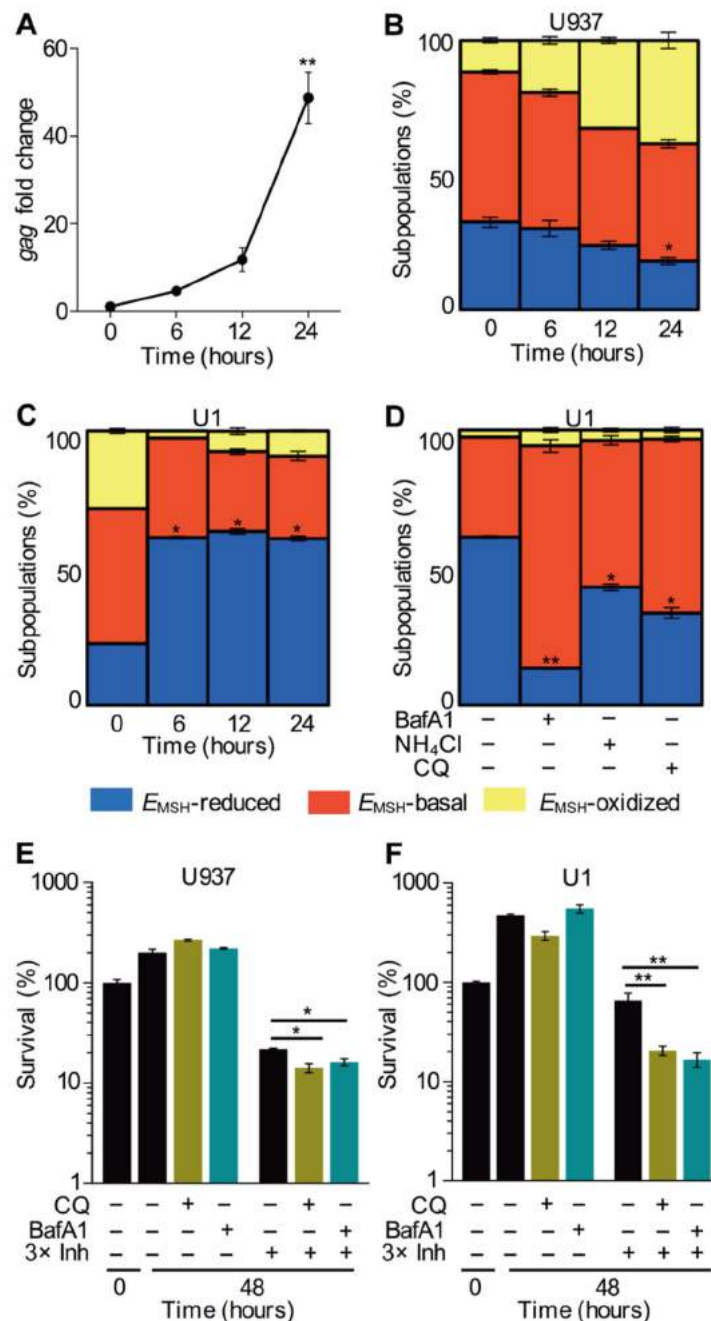 A
60
40
20
0
gag fold change
**
0 6 12 24
Time (hours)
B
U937
100
50
0
Subpopulations (%)
*
0 6 12 24
Time (hours)
C
U1
100
50
0
Subpopulations (%)
* * *
0 6 12 24
Time (hours)
D
U1
100
50
0
Subpopulations (%)
** * *
BafA1 – + – –
NH₄Cl – – + –
CQ – – – +
E_MSH-reduced E_MSH-basal E_MSH-oxidized
E
U937
1000
100
10
1
Survival (%)
*
*
CQ – – + – – + –
BafA1 – – – + – – +
3× Inh – – – – + + +
0 48
Time (hours)
F
U1
1000
100
10
1
Survival (%)
**
**
CQ – – + – – + –
BafA1 – – – + – – +
3× Inh – – – – + + +
0 48
Time (hours)